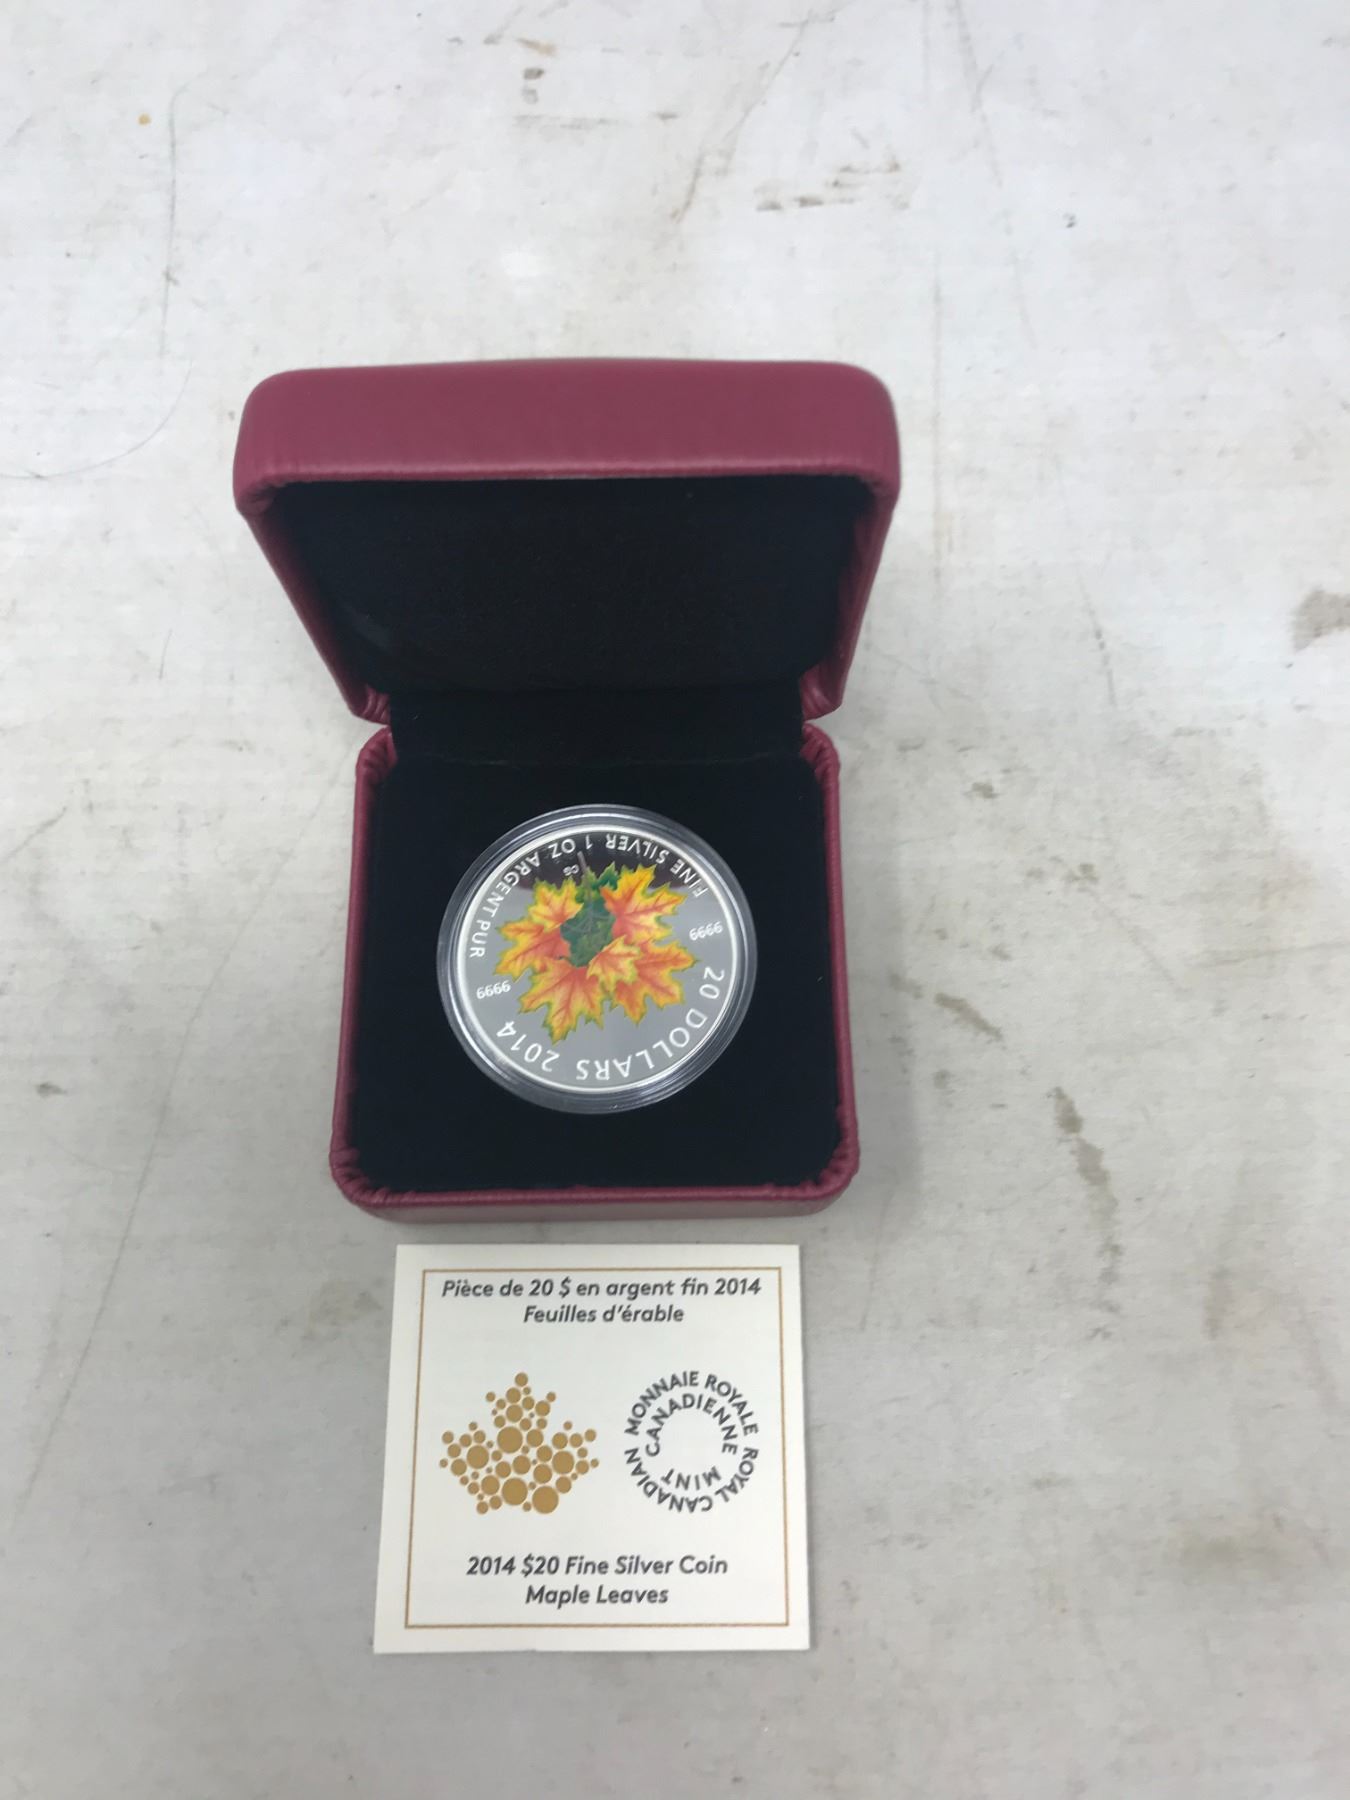 FINE SILVER 1 OZ ARGENT PUR
CG
9999
9999
20 DOLLARS 2014
Pièce de 20 $ en argent fin 2014
Feuilles d'érable
MONNAIE ROYALE
CANADIENNE
ROYAL CANADIAN
MINT
2014 $20 Fine Silver Coin
Maple Leaves